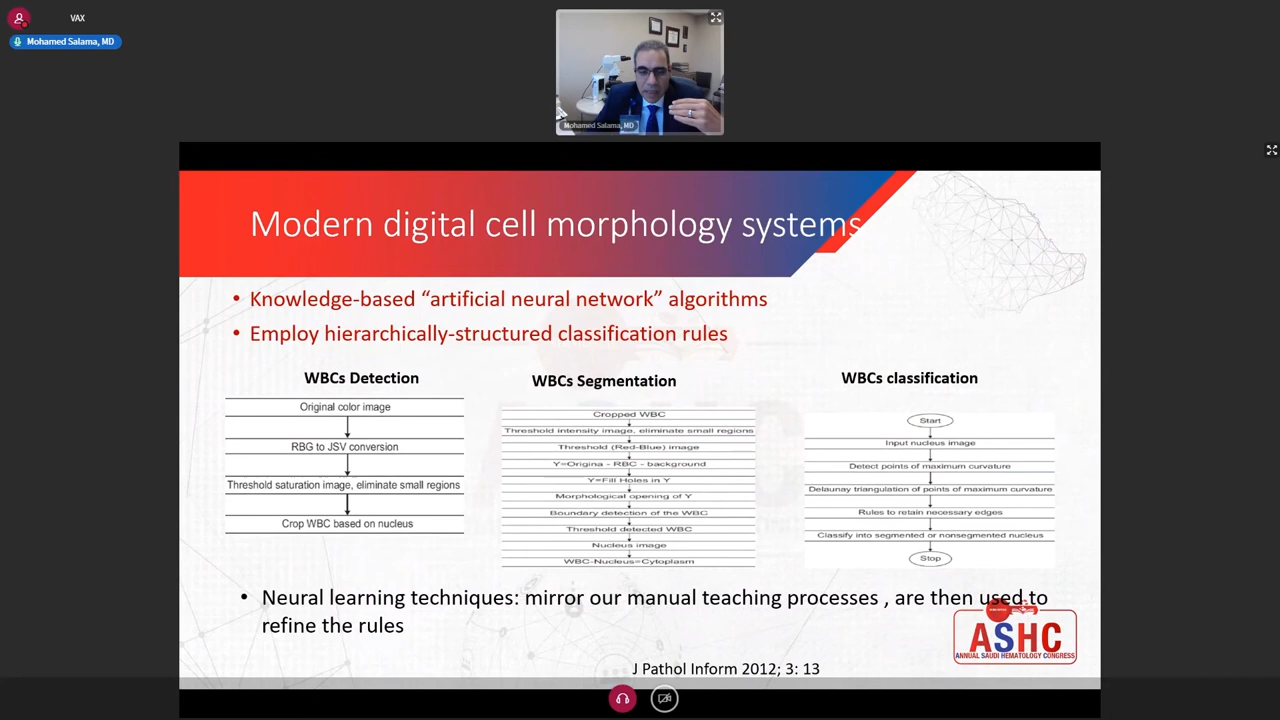 VAX
Mohamed Salama, MD
Mohamed Salama, MD
Modern digital cell morphology systems
• Knowledge-based “artificial neural network” algorithms
• Employ hierarchically-structured classification rules
WBCs Detection
Original color image
RBG to JSV conversion
Threshold saturation image, eliminate small regions
Crop WBC based on nucleus
WBCs Segmentation
Cropped WBC
Threshold intensity image, eliminate small regions
Threshold (Red-Blue) image
Y=Origina - RBC - background
Y=Fill Holes in Y
Morphological opening of Y
Boundary detection of the WBC
Threshold detected WBC
Nucleus image
WBC-Nucleus=Cytoplasm
WBCs classification
Start
Input nucleus image
Detect points of maximum curvature
Delaunay triangulation of points of maximum curvature
Rules to retain necessary edges
Classify into segmented or nonsegmented nucleus
Stop
• Neural learning techniques: mirror our manual teaching processes , are then used to
refine the rules
ASHC
ANNUAL SAUDI HEMATOLOGY CONGRESS
J Pathol Inform 2012; 3: 13